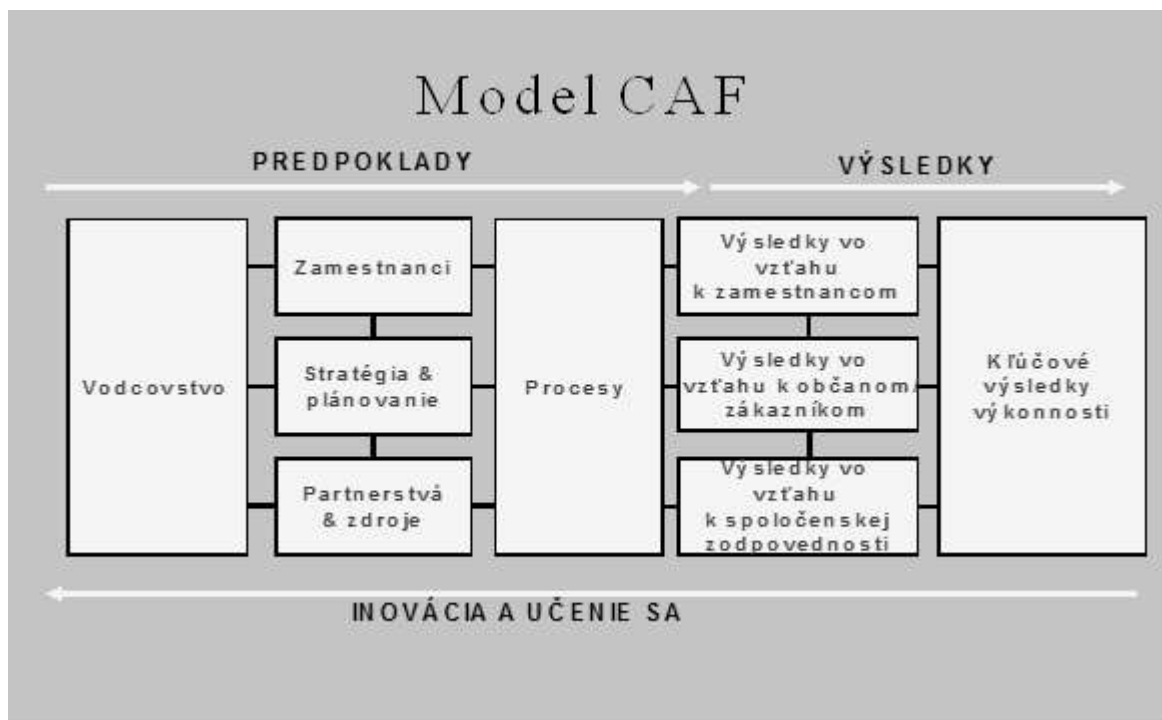 Model CAF
PREDPOKLADY
VÝSLEDKY
Vodcovstvo
Zamestnanci
Stratégia &
plánovanie
Partnerstvá
& zdroje
Procesy
Výsledky vo
vzťahu
k zamestnancom
Výsledky vo
vzťahu k občanom/
zákazníkom
Výsledky vo
vzťahu
k spoločenskej
zodpovednosti
Kľúčové
výsledky
výkonnosti
INOVÁCIA A UČENIE SA